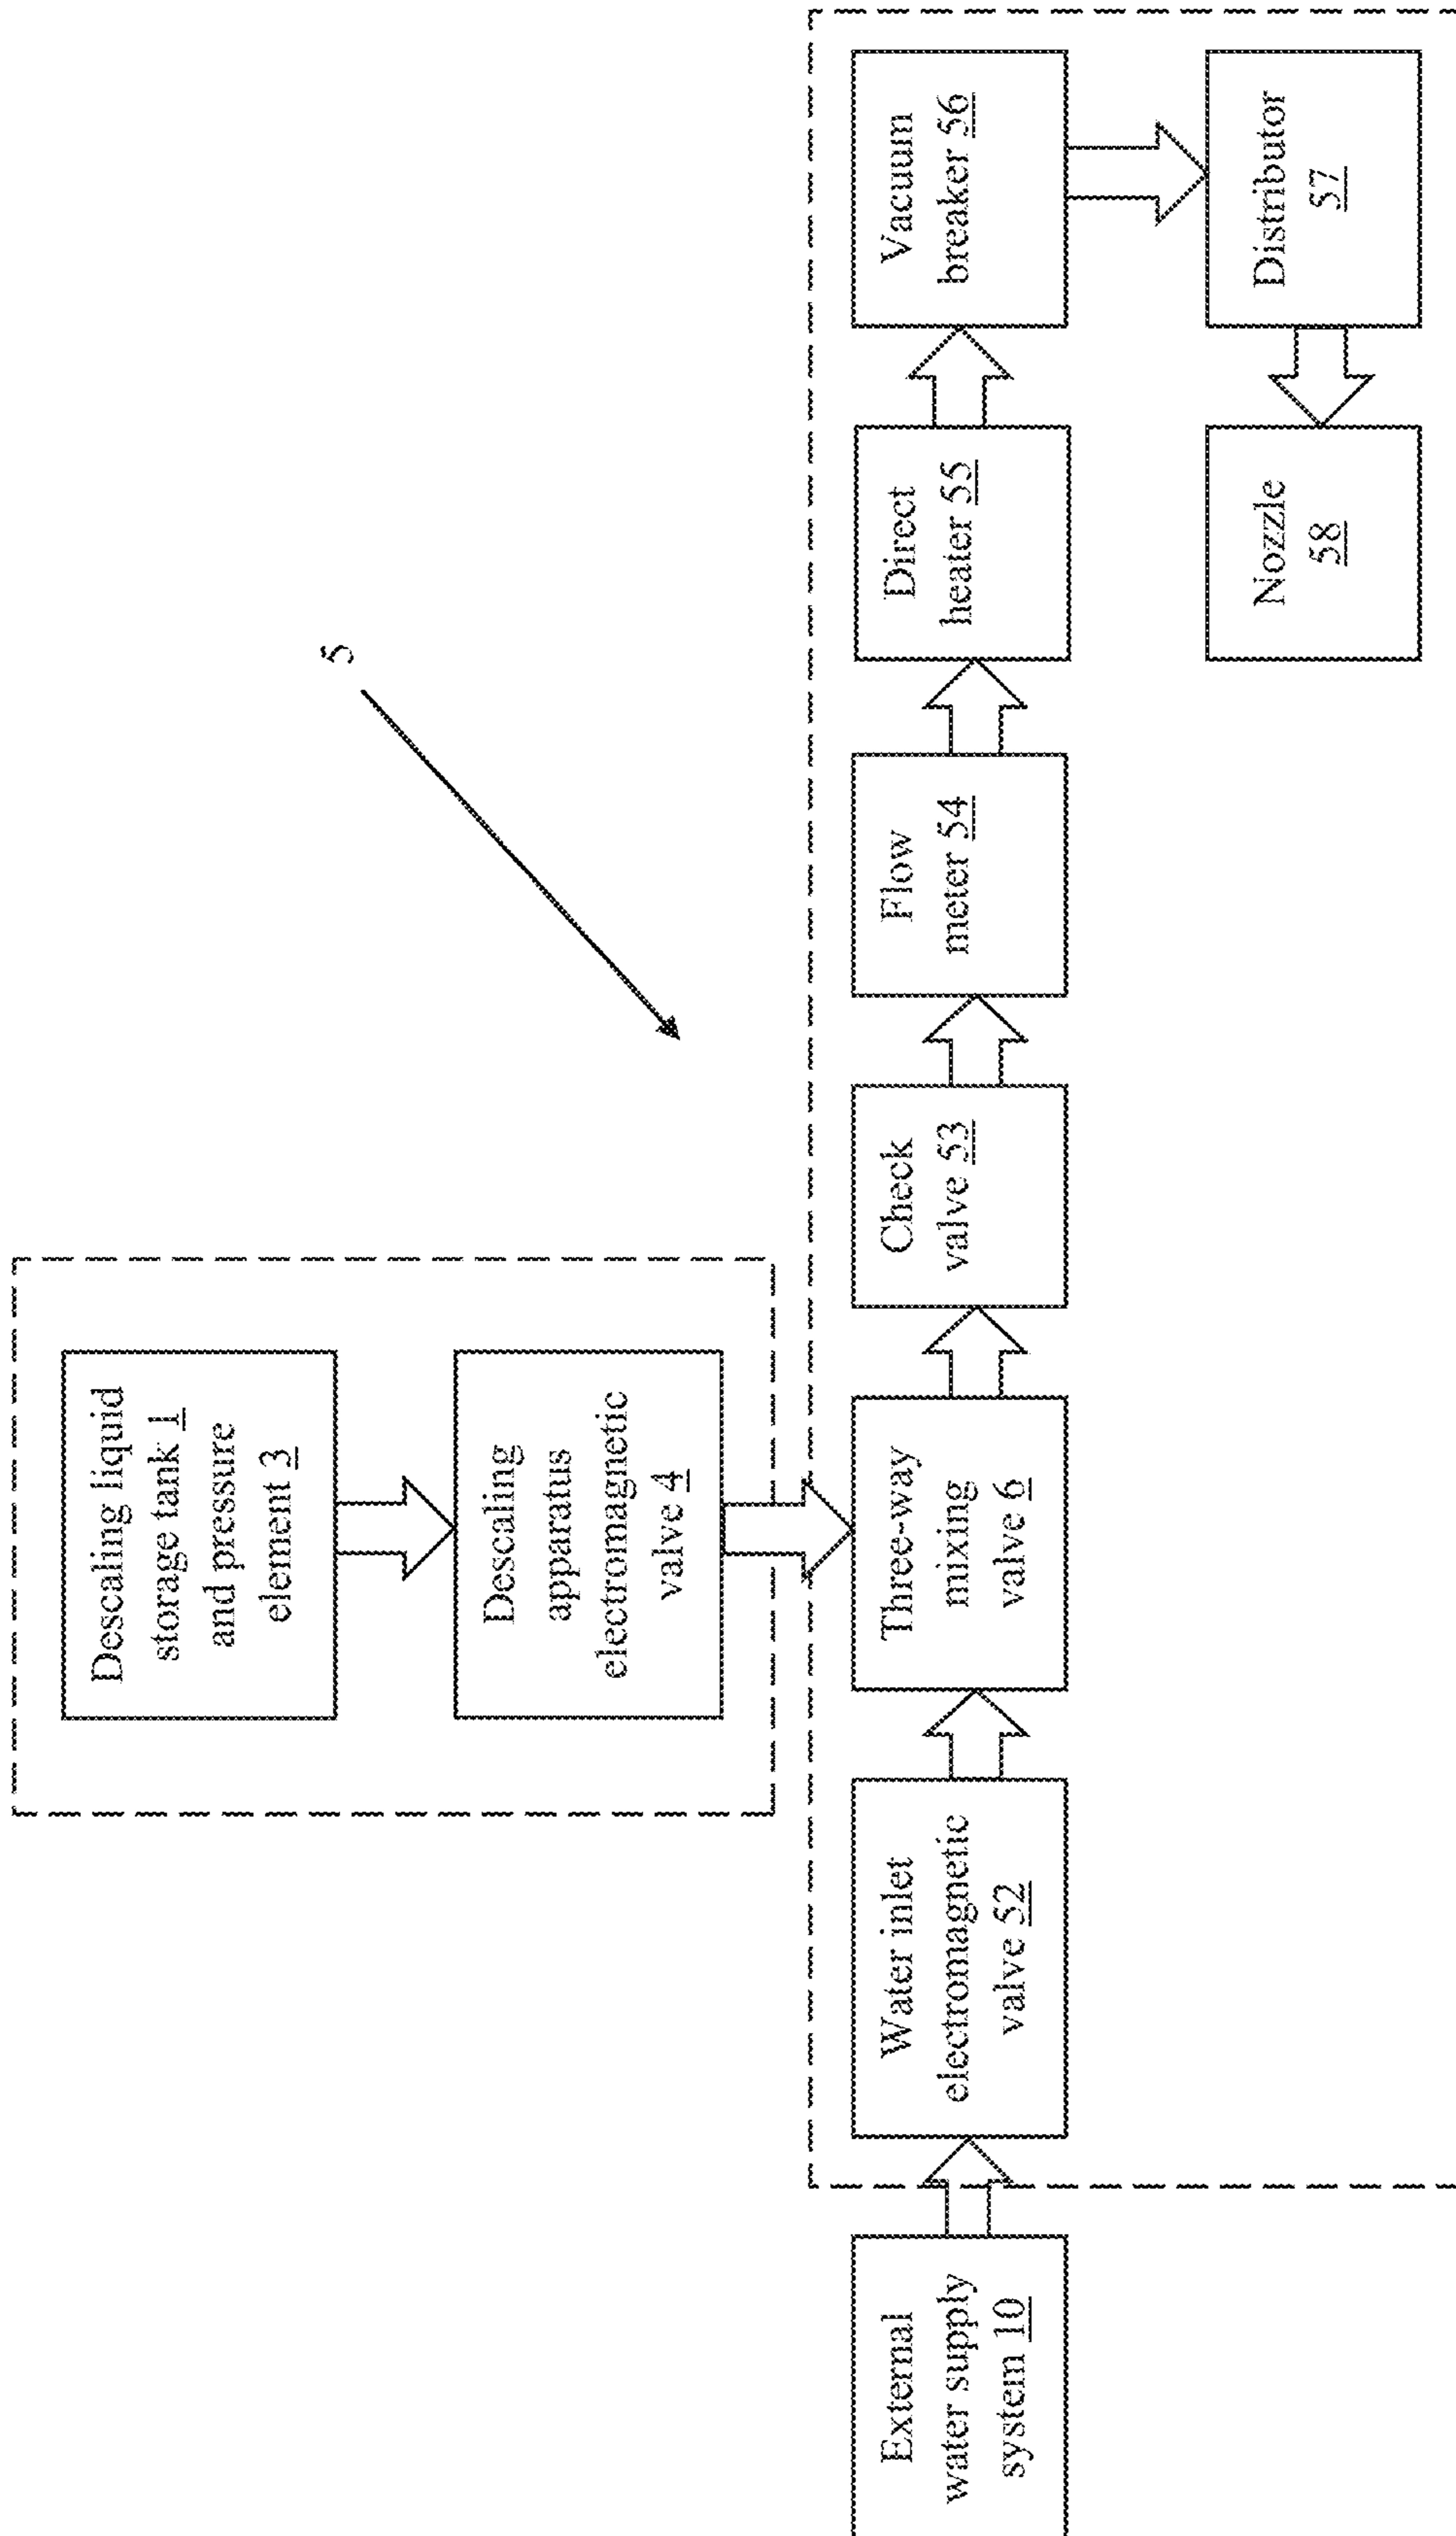 Descaling liquid
storage tank 1
and pressure
element 3
Descaling
apparatus
electromagnetic
valve 4
5
External
water supply
system 10
Water inlet
electromagnetic
valve 52
Three-way
mixing
valve 6
Check
valve 53
Flow
meter 54
Direct
heater 55
Vacuum
breaker 56
Nozzle
58
Distributor
57